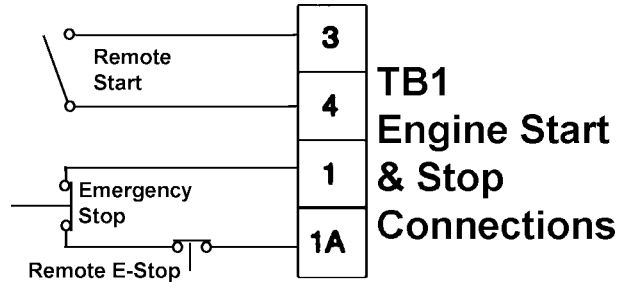 3
Remote
Start
4
TB1
Engine Start
& Stop
Connections
1
Emergency
Stop
1A
Remote E-Stop